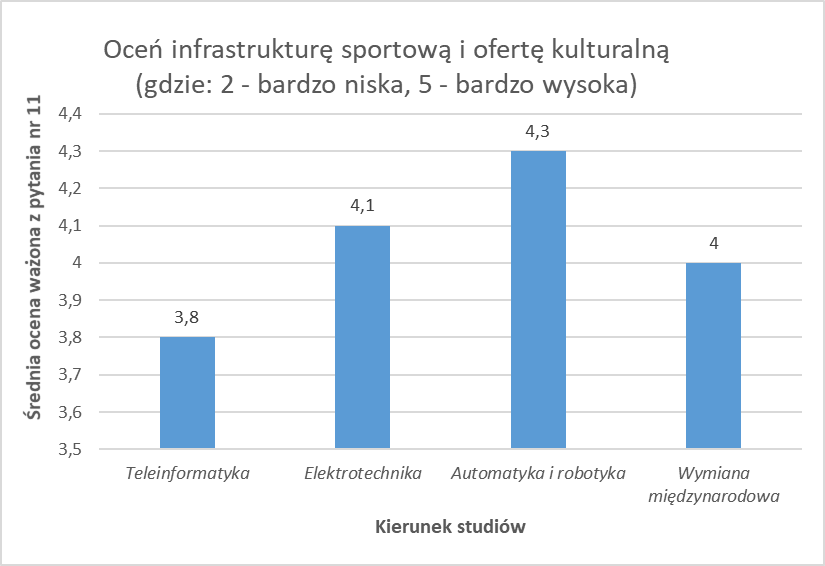 Oceń infrastrukturę sportową i ofertę kulturalną
(gdzie: 2 - bardzo niska, 5 - bardzo wysoka)
Średnia ocena ważona z pytania nr 11
4,4
4,3
4,2
4,1
4
3,9
3,8
3,7
3,6
3,5
3,8
4,1
4,3
4
Teleinformatyka
Elektrotechnika
Automatyka i robotyka
Wymiana
międzynarodowa
Kierunek studiów